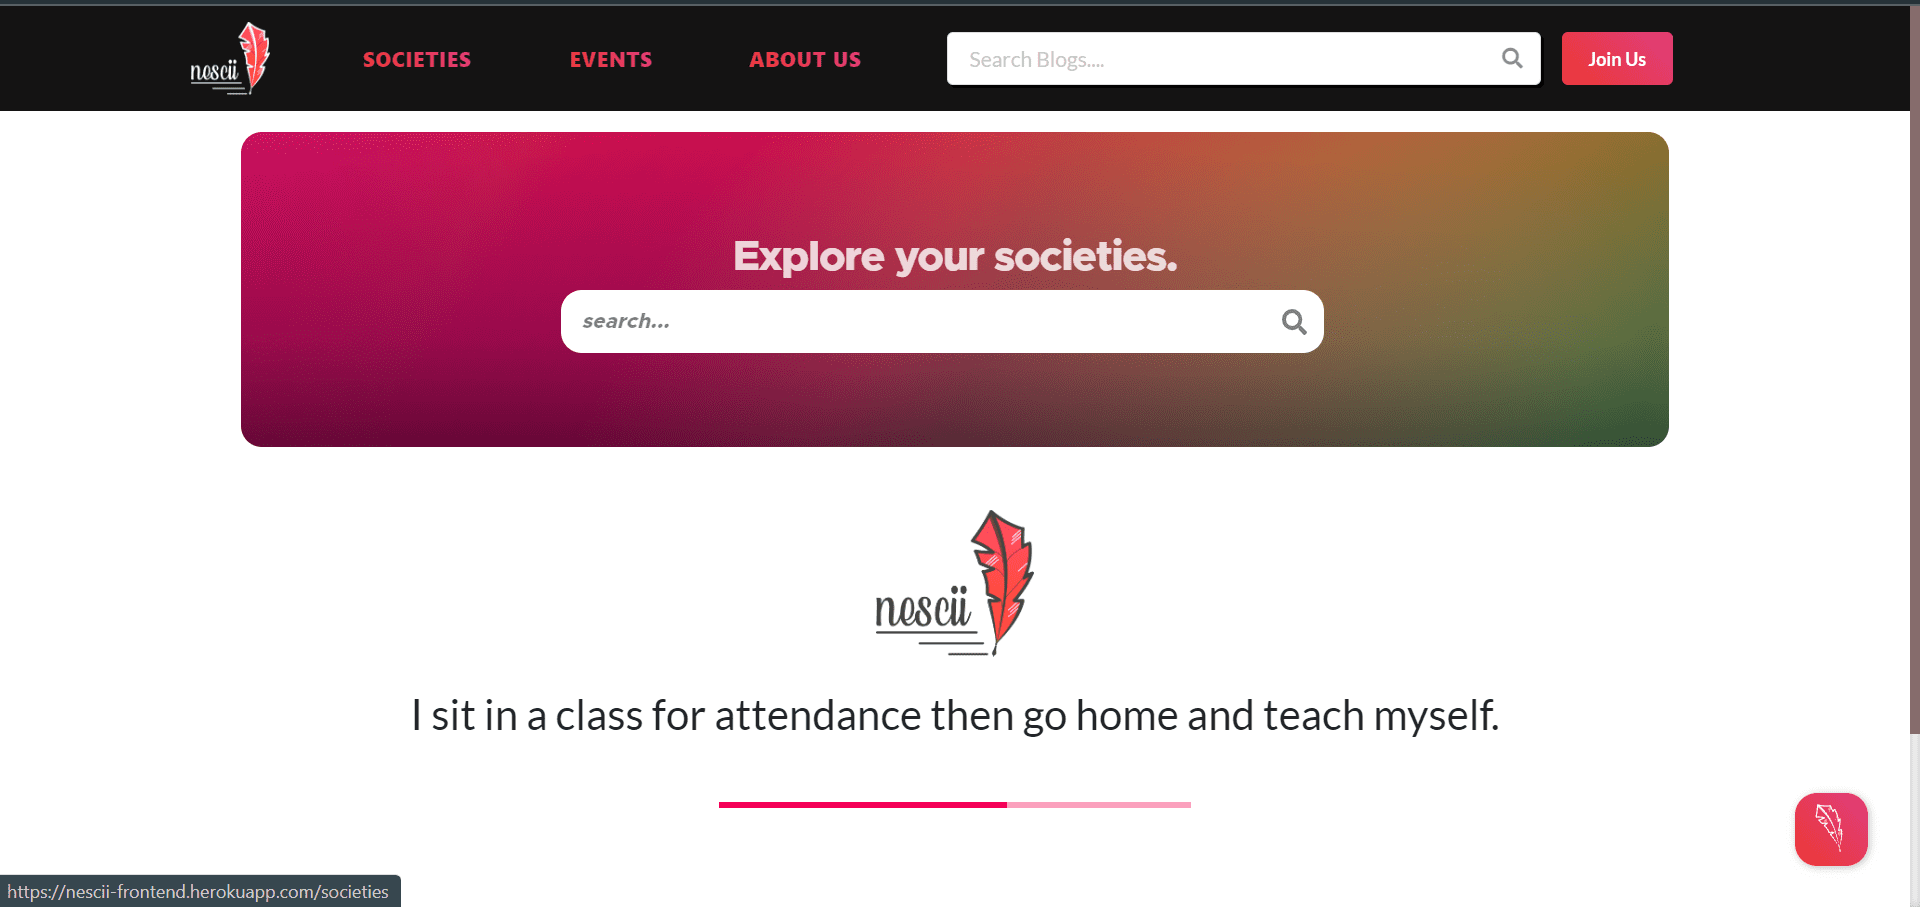 nescii
SOCIETIES
EVENTS
ABOUT US
Search Blogs....
Join Us
Explore your societies.
search...
nescii
I sit in a class for attendance then go home and teach myself.
https://nescii-frontend.herokuapp.com/societies